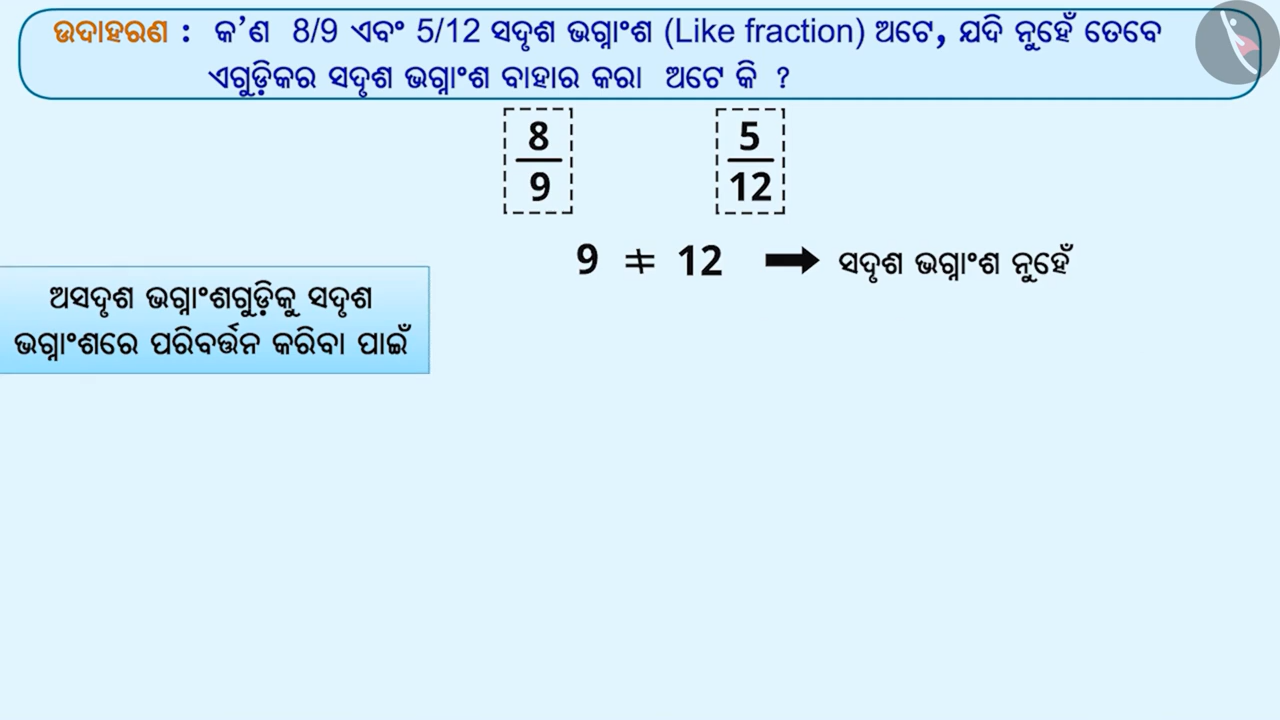 ଉଦାହରଣ : କ'ଣ 8/9 ଏବଂ 5/12 ସଦୃଶ ଭଗ୍ନାଂଶ (Like fraction) ଅଟେ, ଯଦି ନୁହେଁ ତେବେ
ଏଗୁଡ଼ିକର ସଦୃଶ ଭଗ୍ନାଂଶ ବାହାର କରା ଅଟେ କି ?
8 5
9 12
9 ≠ 12 ➡ ସଦୃଶ ଭଗ୍ନାଂଶ ନୁହେଁ
ଅସଦୃଶ ଭଗ୍ନାଂଶଗୁଡ଼ିକୁ ସଦୃଶ
ଭଗ୍ନାଂଶରେ ପରିବର୍ତ୍ତନ କରିବା ପାଇଁ